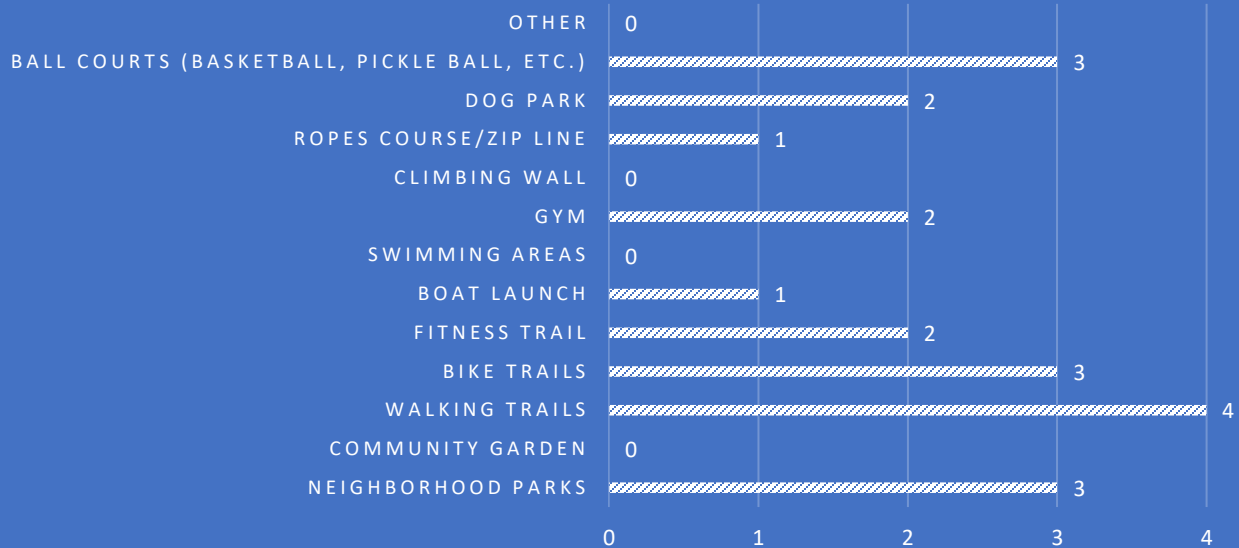 OTHER 0
BALL COURTS (BASKETBALL, PICKLE BALL, ETC.) 3
DOG PARK 2
ROPES COURSE/ZIP LINE 1
CLIMBING WALL 0
GYM 2
SWIMMING AREAS 0
BOAT LAUNCH 1
FITNESS TRAIL 2
BIKE TRAILS 3
WALKING TRAILS 4
COMMUNITY GARDEN 0
NEIGHBORHOOD PARKS 3
0 1 2 3 4